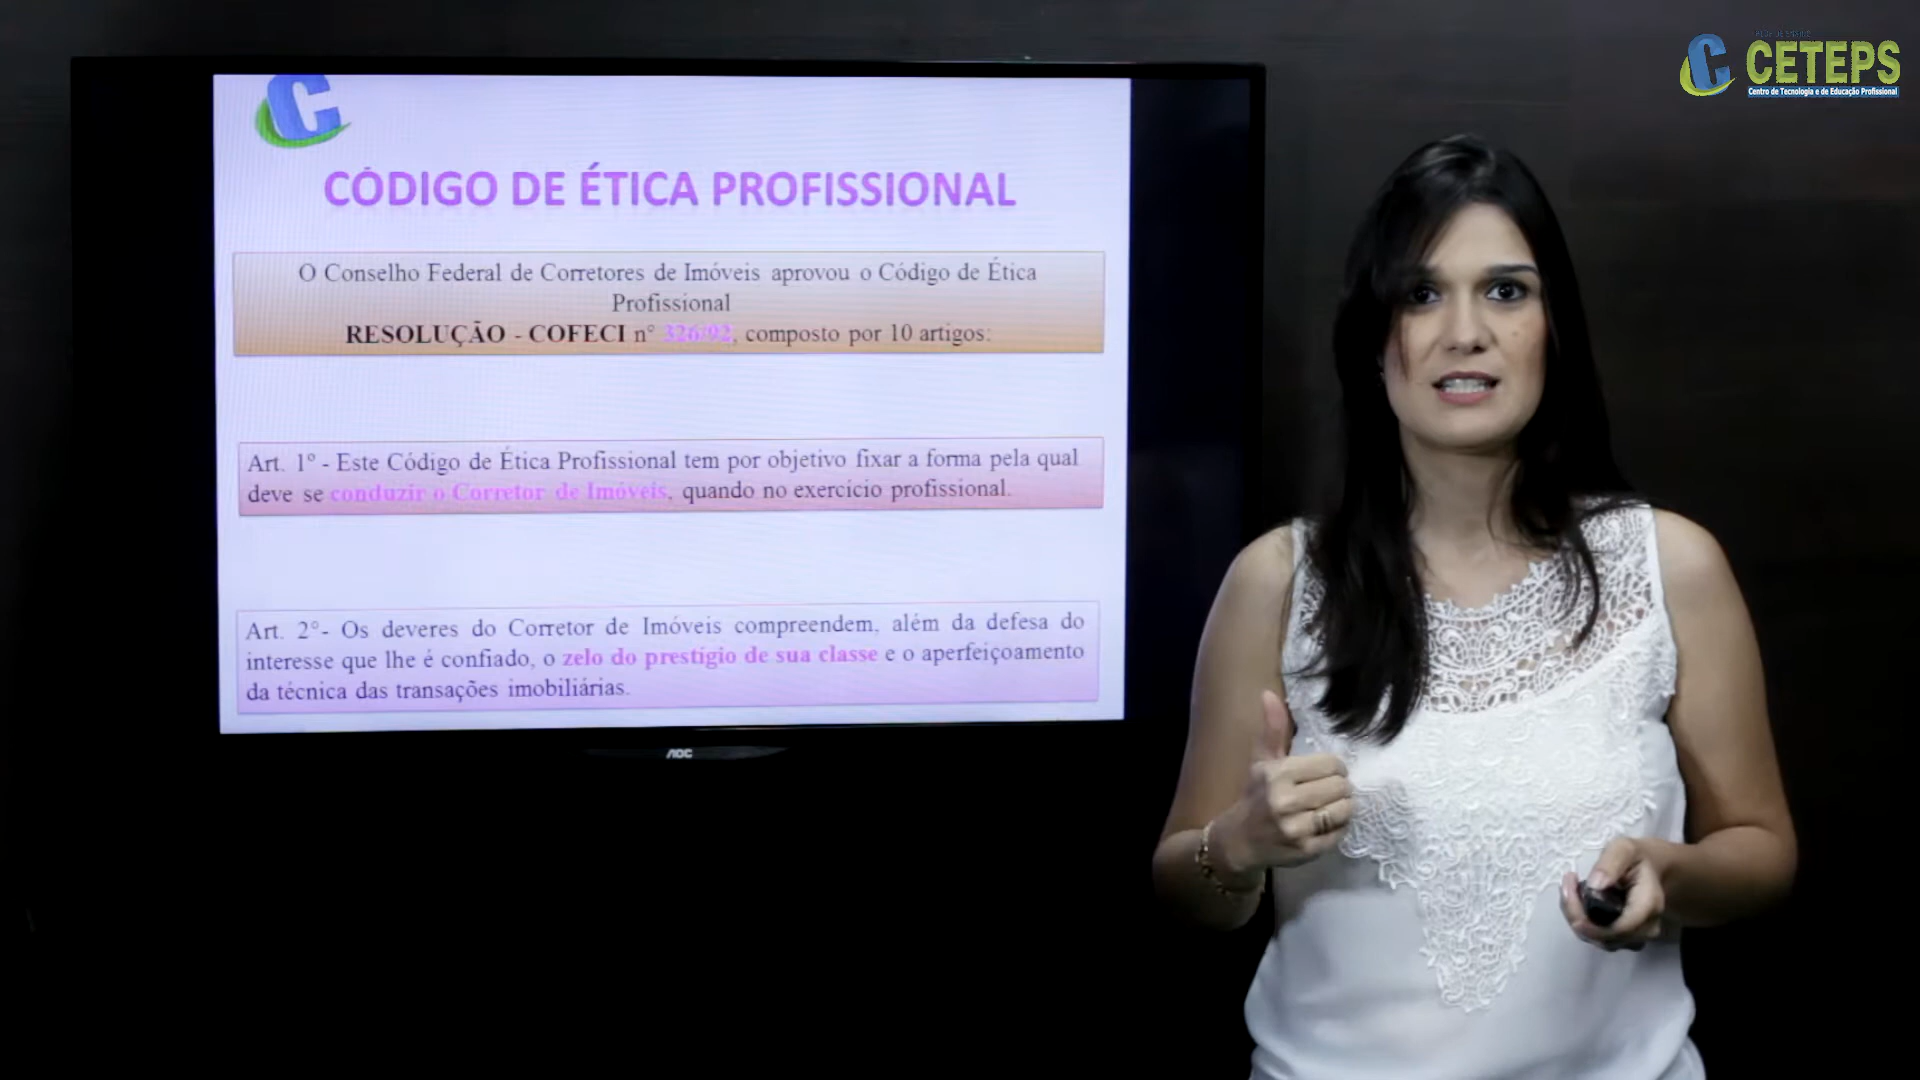 CETEPS
Centro de Tecnologia e de Educação Profissional
CÓDIGO DE ÉTICA PROFISSIONAL
O Conselho Federal de Corretores de Imóveis aprovou o Código de Ética
Profissional
RESOLUÇÃO - COFECI nº 326/92, composto por 10 artigos:
Art. 1º - Este Código de Ética Profissional tem por objetivo fixar a forma pela qual
deve se conduzir o Corretor de Imóveis, quando no exercício profissional.
Art. 2º- Os deveres do Corretor de Imóveis compreendem, além da defesa do
interesse que lhe é confiado, o zelo do prestígio de sua classe e o aperfeiçoamento
da técnica das transações imobiliárias.
AOC